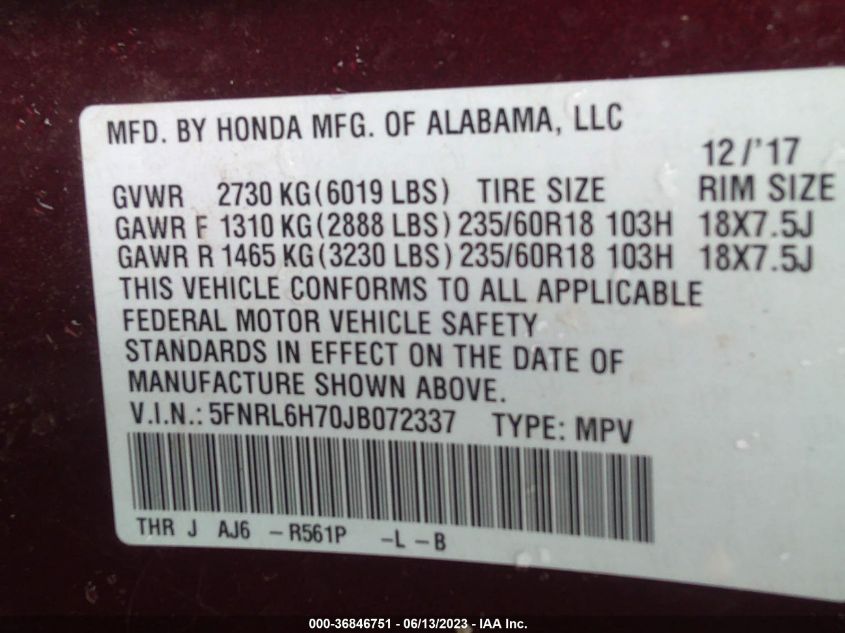 MFD. BY HONDA MFG. OF ALABAMA, LLC
12/'17
GVWR 2730 KG(6019 LBS) TIRE SIZE RIM SIZE
GAWR F 1310 KG(2888 LBS) 235/60R18 103H 18X7.5J
GAWR R 1465 KG(3230 LBS) 235/60R18 103H 18X7.5J
THIS VEHICLE CONFORMS TO ALL APPLICABLE
FEDERAL MOTOR VEHICLE SAFETY
STANDARDS IN EFFECT ON THE DATE OF
MANUFACTURE SHOWN ABOVE.
V.I.N.: 5FNRL6H70JB072337 TYPE: MPV
THR J AJ6 -R561P -L-B
000-36846751 - 06/13/2023 - IAA Inc.